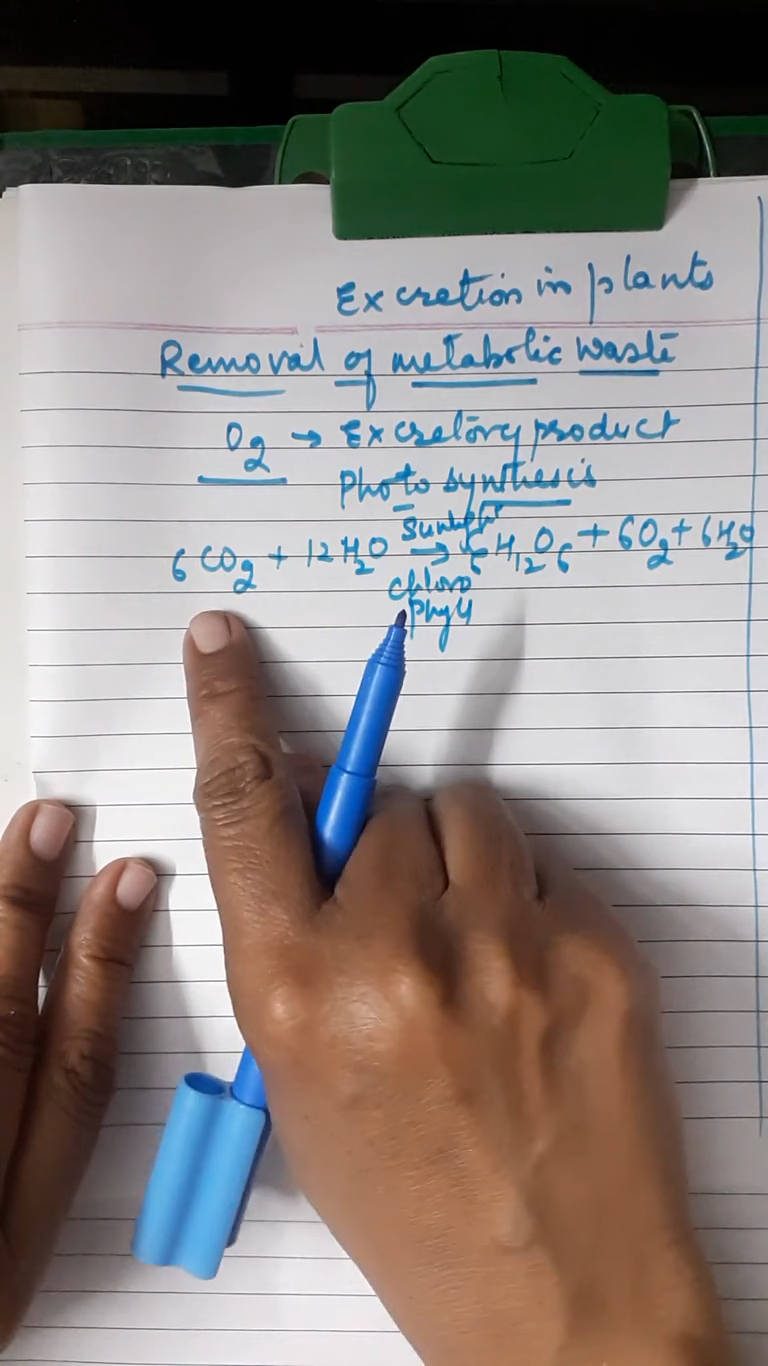 Excretion in plants
Removal of metabolic waste
O2 → Excretory product
Photosynthesis
6CO2 + 12H2O sunlight → chlorophyll C6H12O6 + 6O2 + 6H2O